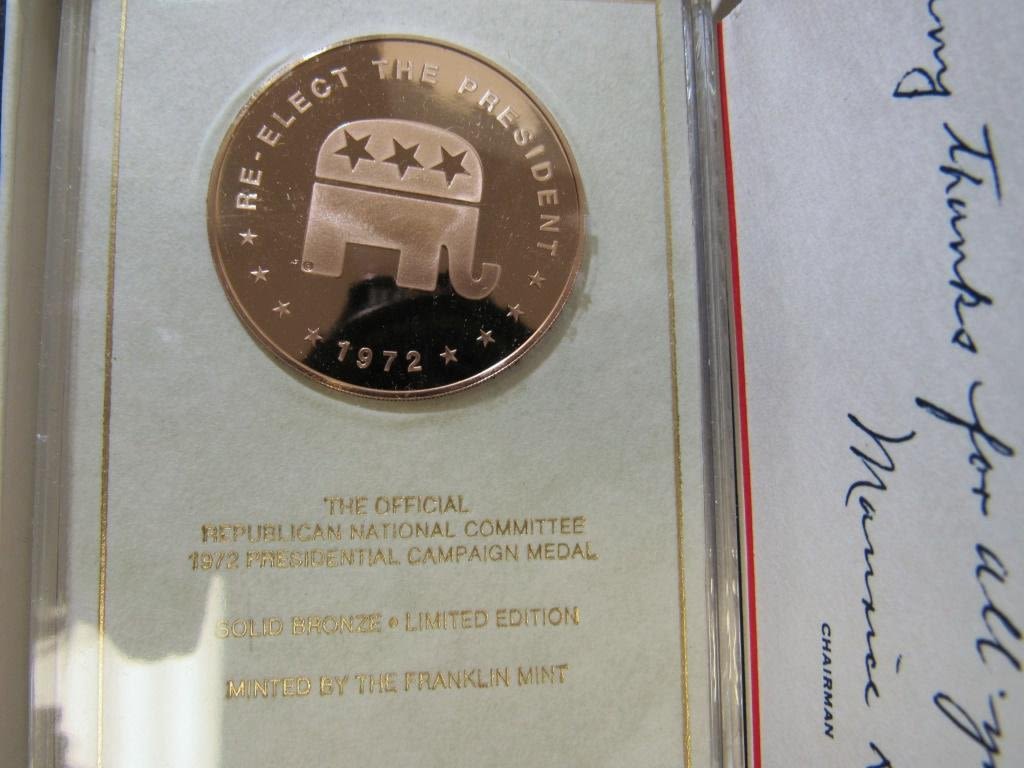 RE-ELECT THE PRESIDENT
1972
THE OFFICIAL
REPUBLICAN NATIONAL COMMITTEE
1972 PRESIDENTIAL CAMPAIGN MEDAL
SOLID BRONZE • LIMITED EDITION
MINTED BY THE FRANKLIN MINT
Thanks for all
CHAIRMAN